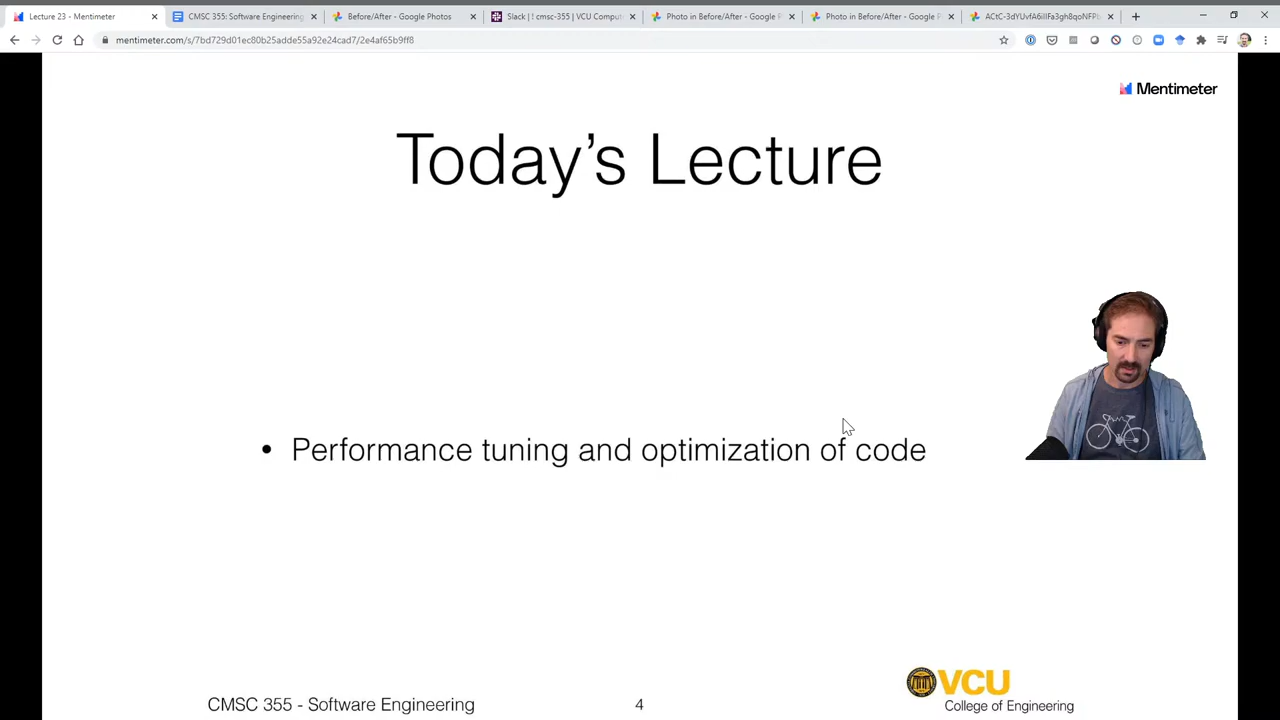 Lecture 23 - Mentimeter
CMSC 355: Software Engineering
Before/After - Google Photos
Slack | ! cmsc-355 | VCU Comput
Photo in Before/After - Google P
Photo in Before/After - Google P
mentimeter.com/s/7bd729d01ec80b25adde55a92e24cad7/2e4af65b9ff8
Mentimeter
Today's Lecture
• Performance tuning and optimization of code
VCU
College of Engineering
CMSC 355 - Software Engineering
4